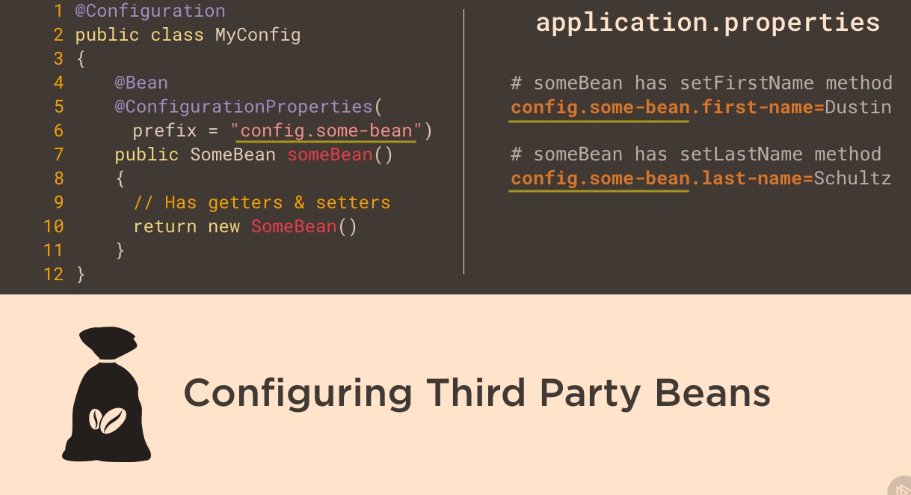 1 @Configuration
2 public class MyConfig
3 {
4 @Bean
5 @ConfigurationProperties(
6 prefix = "config.some-bean")
7 public SomeBean someBean()
8 {
9 // Has getters & setters
10 return new SomeBean()
11 }
12 }
application.properties
# someBean has setFirstName method
config.some-bean.first-name=Dustin
# someBean has setLastName method
config.some-bean.last-name=Schultz
Configuring Third Party Beans